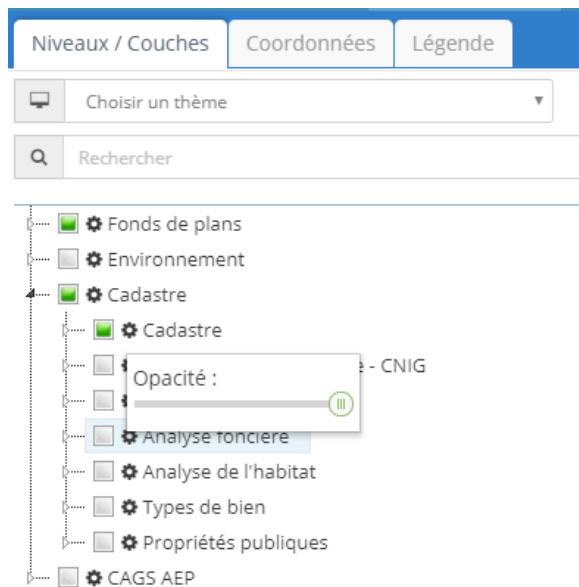 Niveaux / Couches Coordonnées Légende
Choisir un thème
Rechercher
Fonds de plans
Environnement
Cadastre
Cadastre
- CNIG
Opacité :
Analyse foncière
Analyse de l'habitat
Types de bien
Propriétés publiques
CAGS AEP